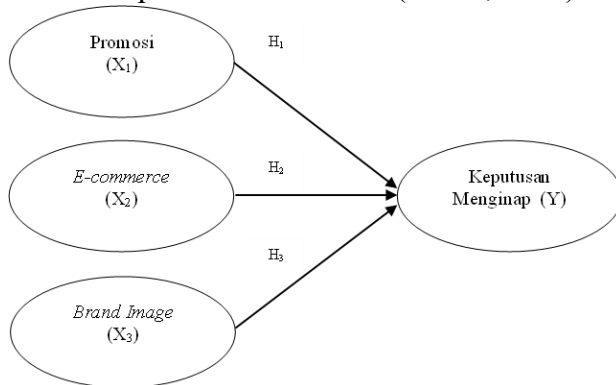 Promosi
(X₁)
H₁
E-commerce
(X₂)
H₂
Keputusan
Menginap (Y)
H₃
Brand Image
(X₃)